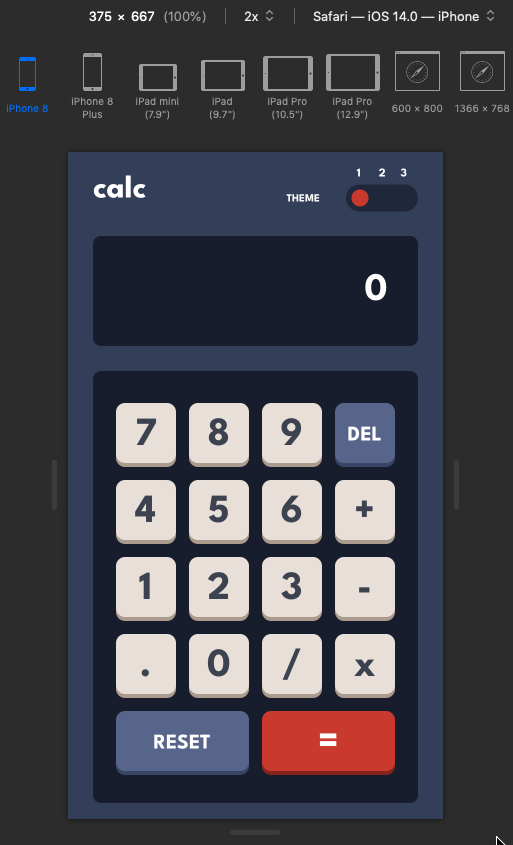 375 × 667 (100%) 2x Safari — iOS 14.0 — iPhone
iPhone 8
iPhone 8 Plus
iPad mini (7.9")
iPad (9.7")
iPad Pro (10.5")
iPad Pro (12.9")
600 × 800
1366 × 768
calc
1 2 3
THEME
0
7 8 9 DEL
4 5 6 +
1 2 3 -
. 0 / x
RESET =